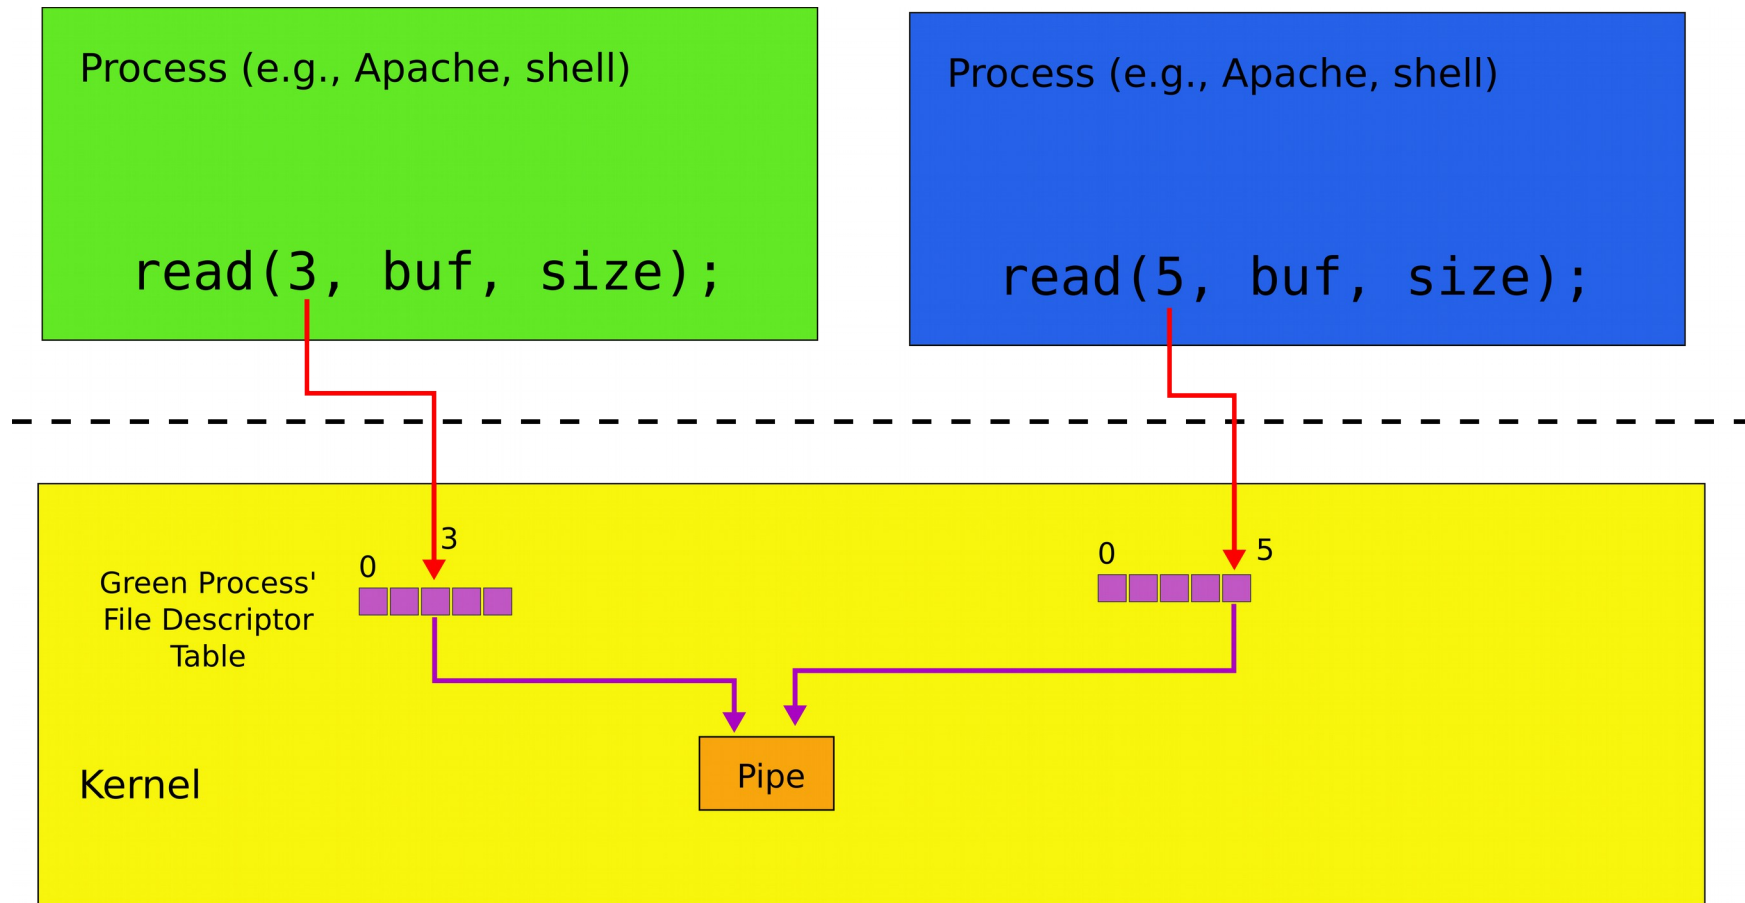 Process (e.g., Apache, shell)
read(3, buf, size);
Process (e.g., Apache, shell)
read(5, buf, size);
3
0
Green Process'
File Descriptor
Table
0
5
Kernel
Pipe